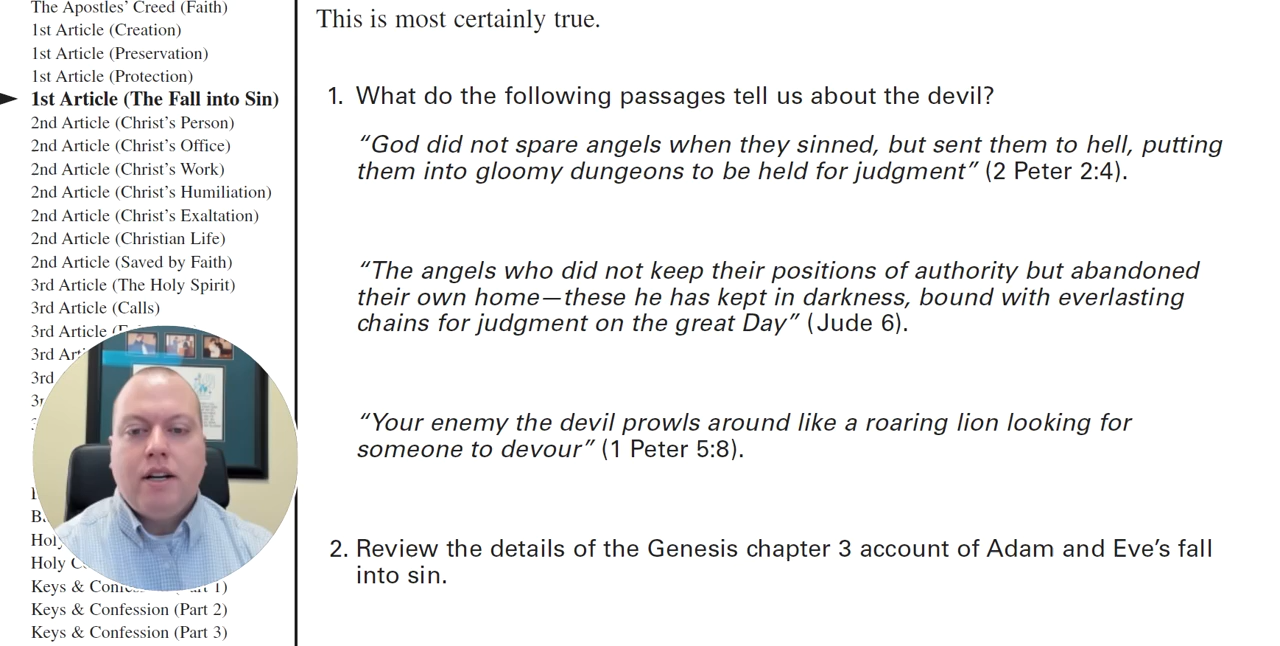 The Apostles’ Creed (Faith)
1st Article (Creation)
1st Article (Preservation)
1st Article (Protection)
1st Article (The Fall into Sin)
2nd Article (Christ’s Person)
2nd Article (Christ’s Office)
2nd Article (Christ’s Work)
2nd Article (Christ’s Humiliation)
2nd Article (Christ’s Exaltation)
2nd Article (Christian Life)
2nd Article (Saved by Faith)
3rd Article (The Holy Spirit)
3rd Article (Calls)
3rd Article
3rd
3rd
Holy
Keys & 1)
Keys & Confession (Part 2)
Keys & Confession (Part 3)
This is most certainly true.
1. What do the following passages tell us about the devil?
“God did not spare angels when they sinned, but sent them to hell, putting
them into gloomy dungeons to be held for judgment” (2 Peter 2:4).
“The angels who did not keep their positions of authority but abandoned
their own home—these he has kept in darkness, bound with everlasting
chains for judgment on the great Day” (Jude 6).
“Your enemy the devil prowls around like a roaring lion looking for
someone to devour” (1 Peter 5:8).
2. Review the details of the Genesis chapter 3 account of Adam and Eve’s fall
into sin.